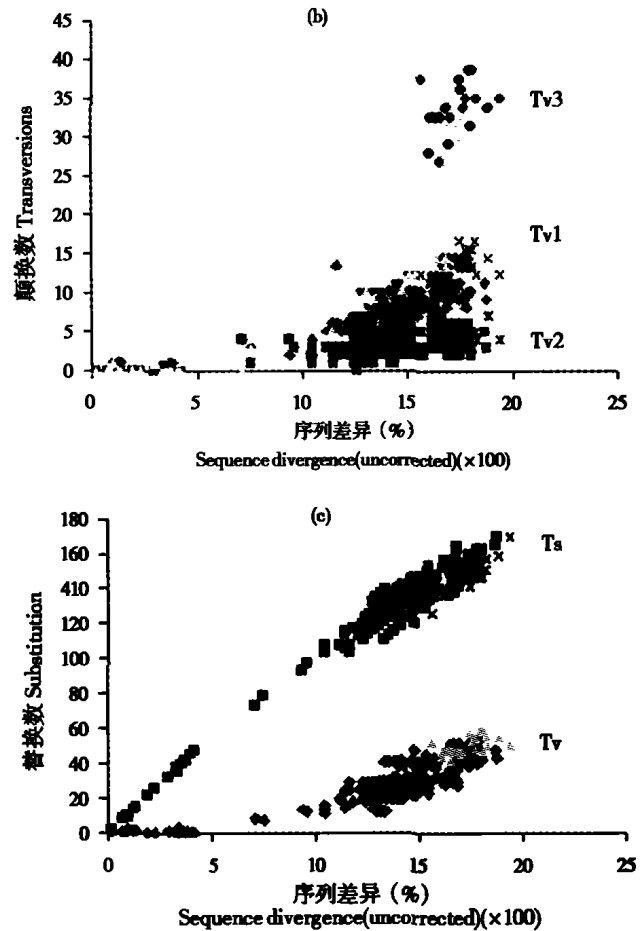 (b)
45
40
35
30
25
20
15
10
5
0
颠换数 Transversions
Tv3
Tv1
Tv2
0 5 10 15 20 25
序列差异（%）
Sequence divergence(uncorrected)(×100)
(c)
180
160
410
120
100
80
60
40
20
0
替换数 Substitution
Ts
Tv
0 5 10 15 20 25
序列差异（%）
Sequence divergence(uncorrected)(×100)